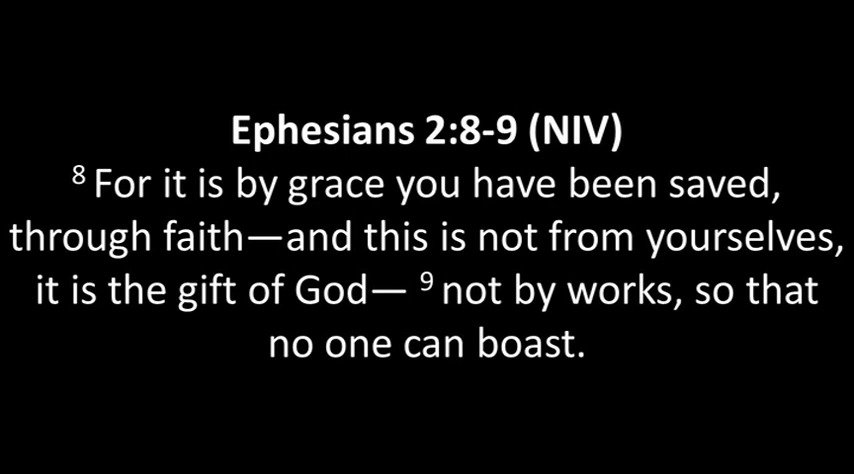 Ephesians 2:8-9 (NIV)
8 For it is by grace you have been saved,
through faith—and this is not from yourselves,
it is the gift of God— 9 not by works, so that
no one can boast.